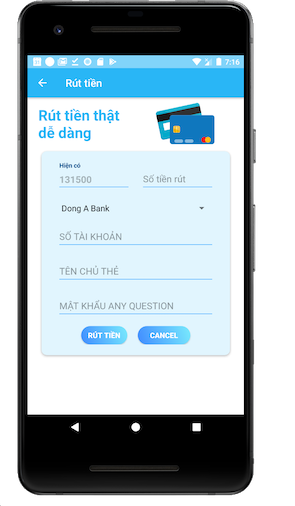 7:16
Rút tiền
Rút tiền thật
dễ dàng
Hiện có
131500
Số tiền rút
Dong A Bank
SỐ TÀI KHOẢN
TÊN CHỦ THẺ
MẬT KHẨU ANY QUESTION
RÚT TIỀN
CANCEL